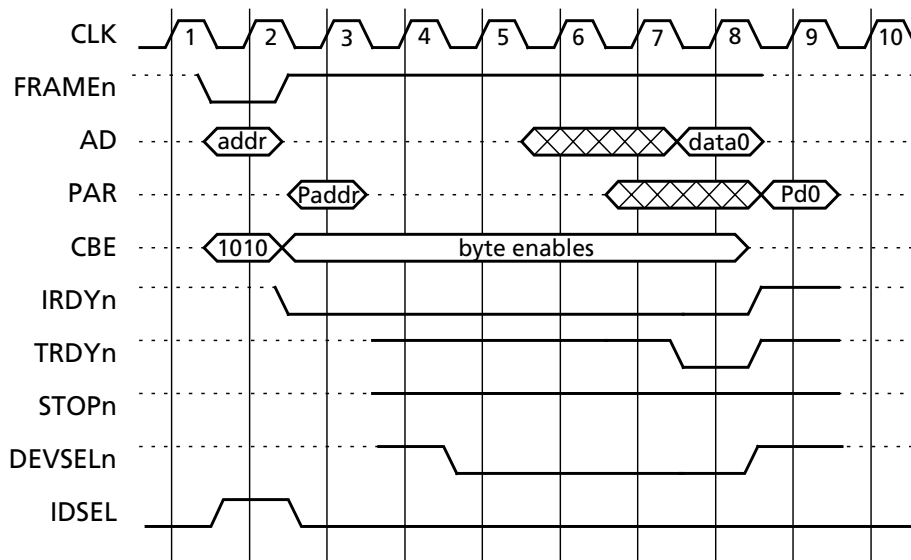 CLK 1 2 3 4 5 6 7 8 9 10
FRAMEn
AD addr data0
PAR Paddr Pd0
CBE 1010 byte enables
IRDYn
TRDYn
STOPn
DEVSELn
IDSEL